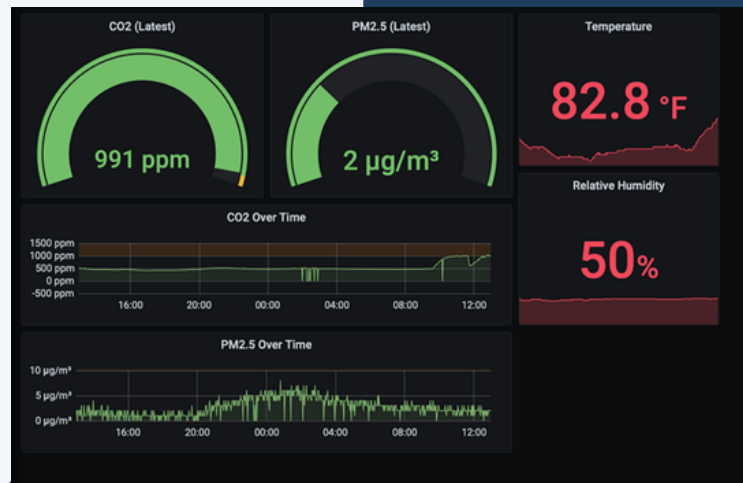 CO2 (Latest)
991 ppm
PM2.5 (Latest)
2 µg/m³
Temperature
82.8 °F
Relative Humidity
50%
CO2 Over Time
1500 ppm
1000 ppm
500 ppm
0 ppm
-500 ppm
16:00 20:00 00:00 04:00 08:00 12:00
PM2.5 Over Time
10 µg/m³
5 µg/m³
0 µg/m³
16:00 20:00 00:00 04:00 08:00 12:00